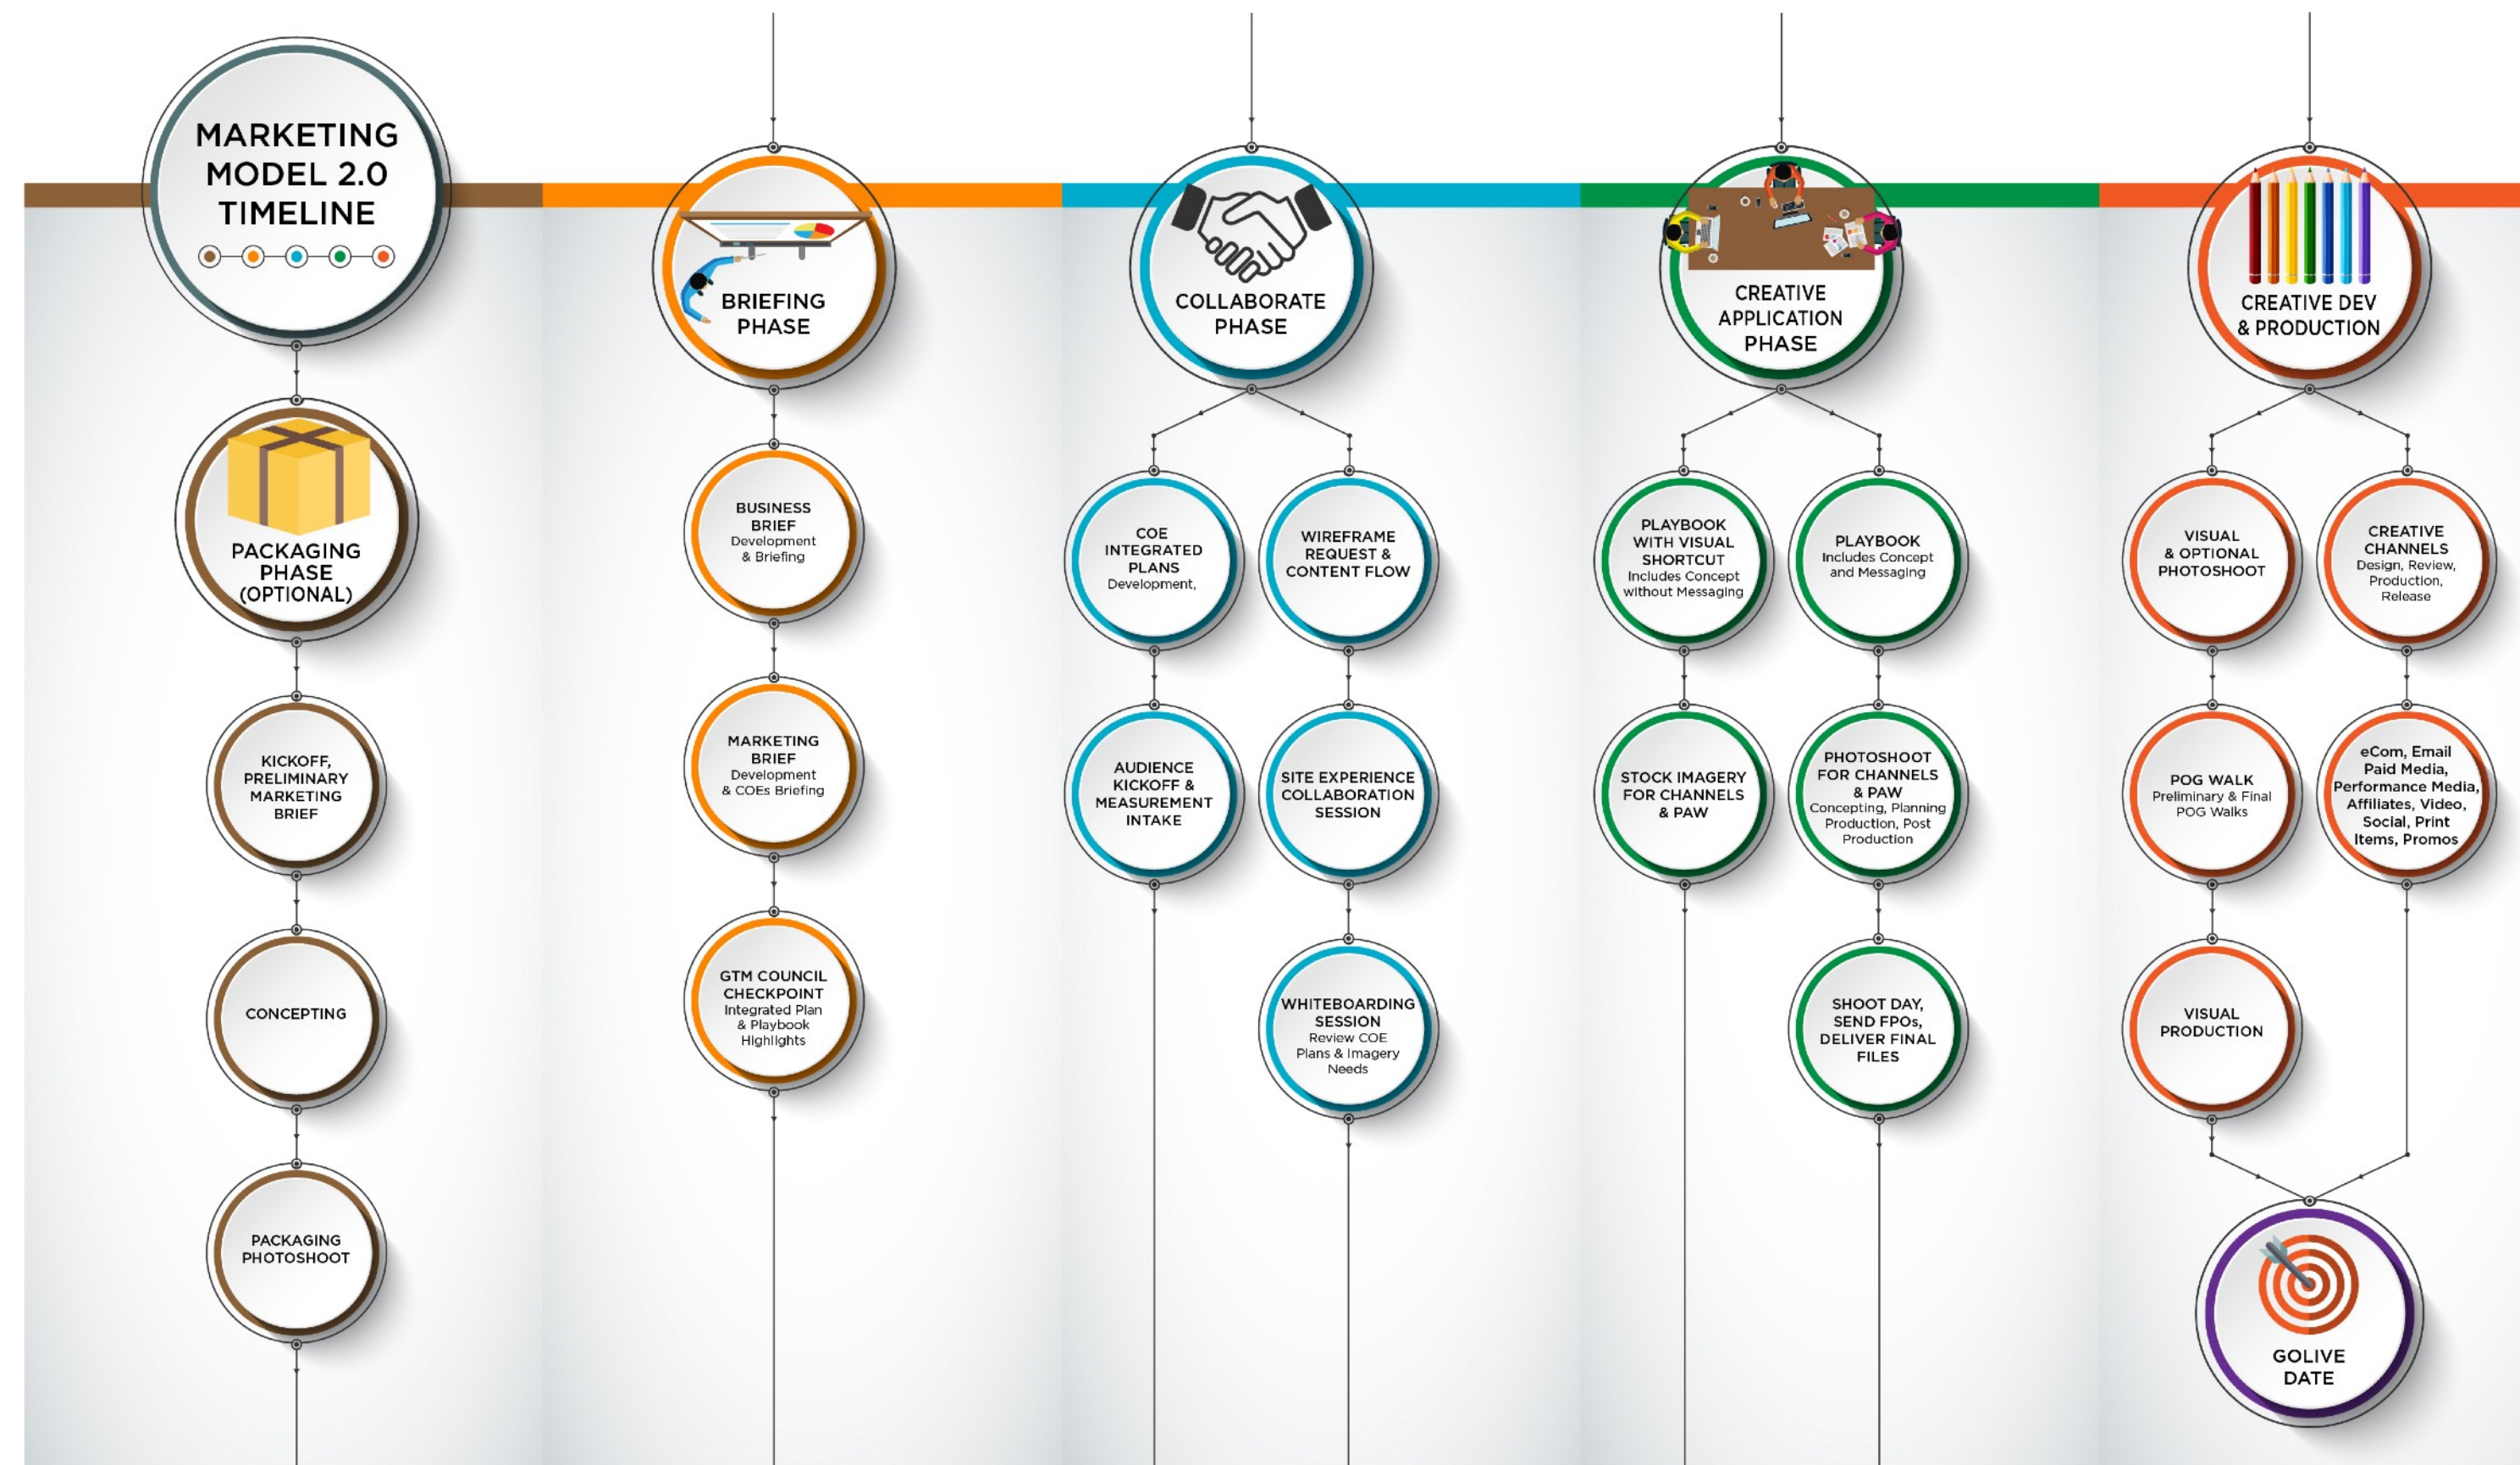 MARKETING
MODEL 2.0
TIMELINE
PACKAGING
PHASE
(OPTIONAL)
KICKOFF,
PRELIMINARY
MARKETING
BRIEF
CONCEPTING
PACKAGING
PHOTOSHOOT
BRIEFING
PHASE
BUSINESS
BRIEF
Development
& Briefing
MARKETING
BRIEF
Development
& COEs Briefing
GTM COUNCIL
CHECKPOINT
Integrated Plan
& Playbook
Highlights
COLLABORATE
PHASE
COE
INTEGRATED
PLANS
Development,
AUDIENCE
KICKOFF &
MEASUREMENT
INTAKE
WIREFRAME
REQUEST &
CONTENT FLOW
SITE EXPERIENCE
COLLABORATION
SESSION
WHITEBOARDING
SESSION
Review COE
Plans & Imagery
Needs
CREATIVE
APPLICATION
PHASE
PLAYBOOK
WITH VISUAL
SHORTCUT
Includes Concept
without Messaging
STOCK IMAGERY
FOR CHANNELS
& PAW
PLAYBOOK
Includes Concept
and Messaging
PHOTOSHOOT
FOR CHANNELS
& PAW
Concepting, Planning
Production, Post
Production
SHOOT DAY,
SEND FPOs,
DELIVER FINAL
FILES
CREATIVE DEV
& PRODUCTION
VISUAL
& OPTIONAL
PHOTOSHOOT
POG WALK
Preliminary & Final
POG Walks
VISUAL
PRODUCTION
CREATIVE
CHANNELS
Design, Review,
Production,
Release
eCom, Email
Paid Media,
Performance Media,
Affiliates, Video,
Social, Print
Items, Promos
GOLIVE
DATE